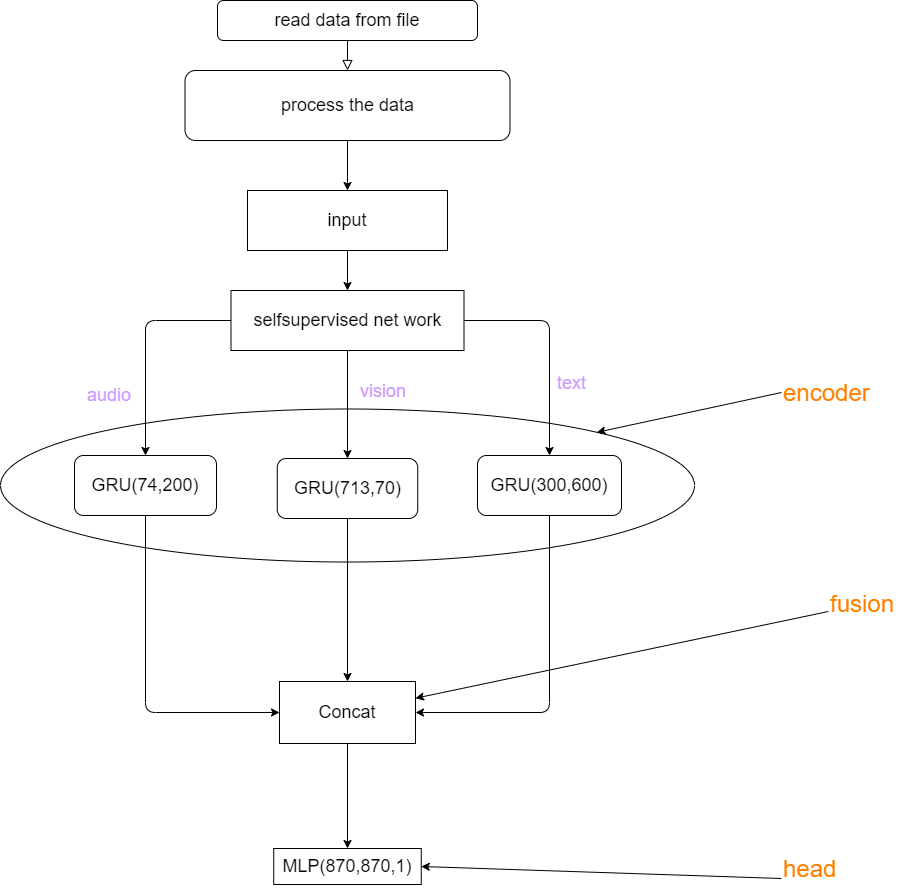 read data from file
process the data
input
selfsupervised net work
audio
vision
text
encoder
GRU(74,200)
GRU(713,70)
GRU(300,600)
fusion
Concat
MLP(870,870,1)
head